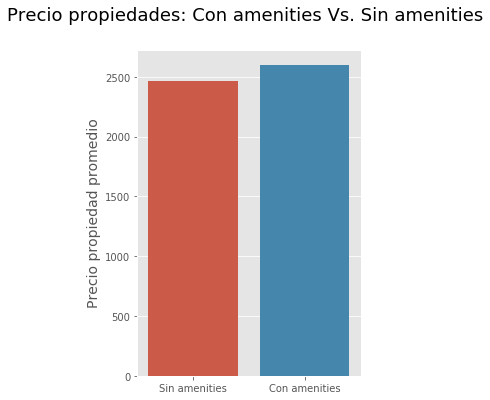 Precio propiedades: Con amenities Vs. Sin amenities
Precio propiedad promedio
2500
2000
1500
1000
500
0
Sin amenities
Con amenities